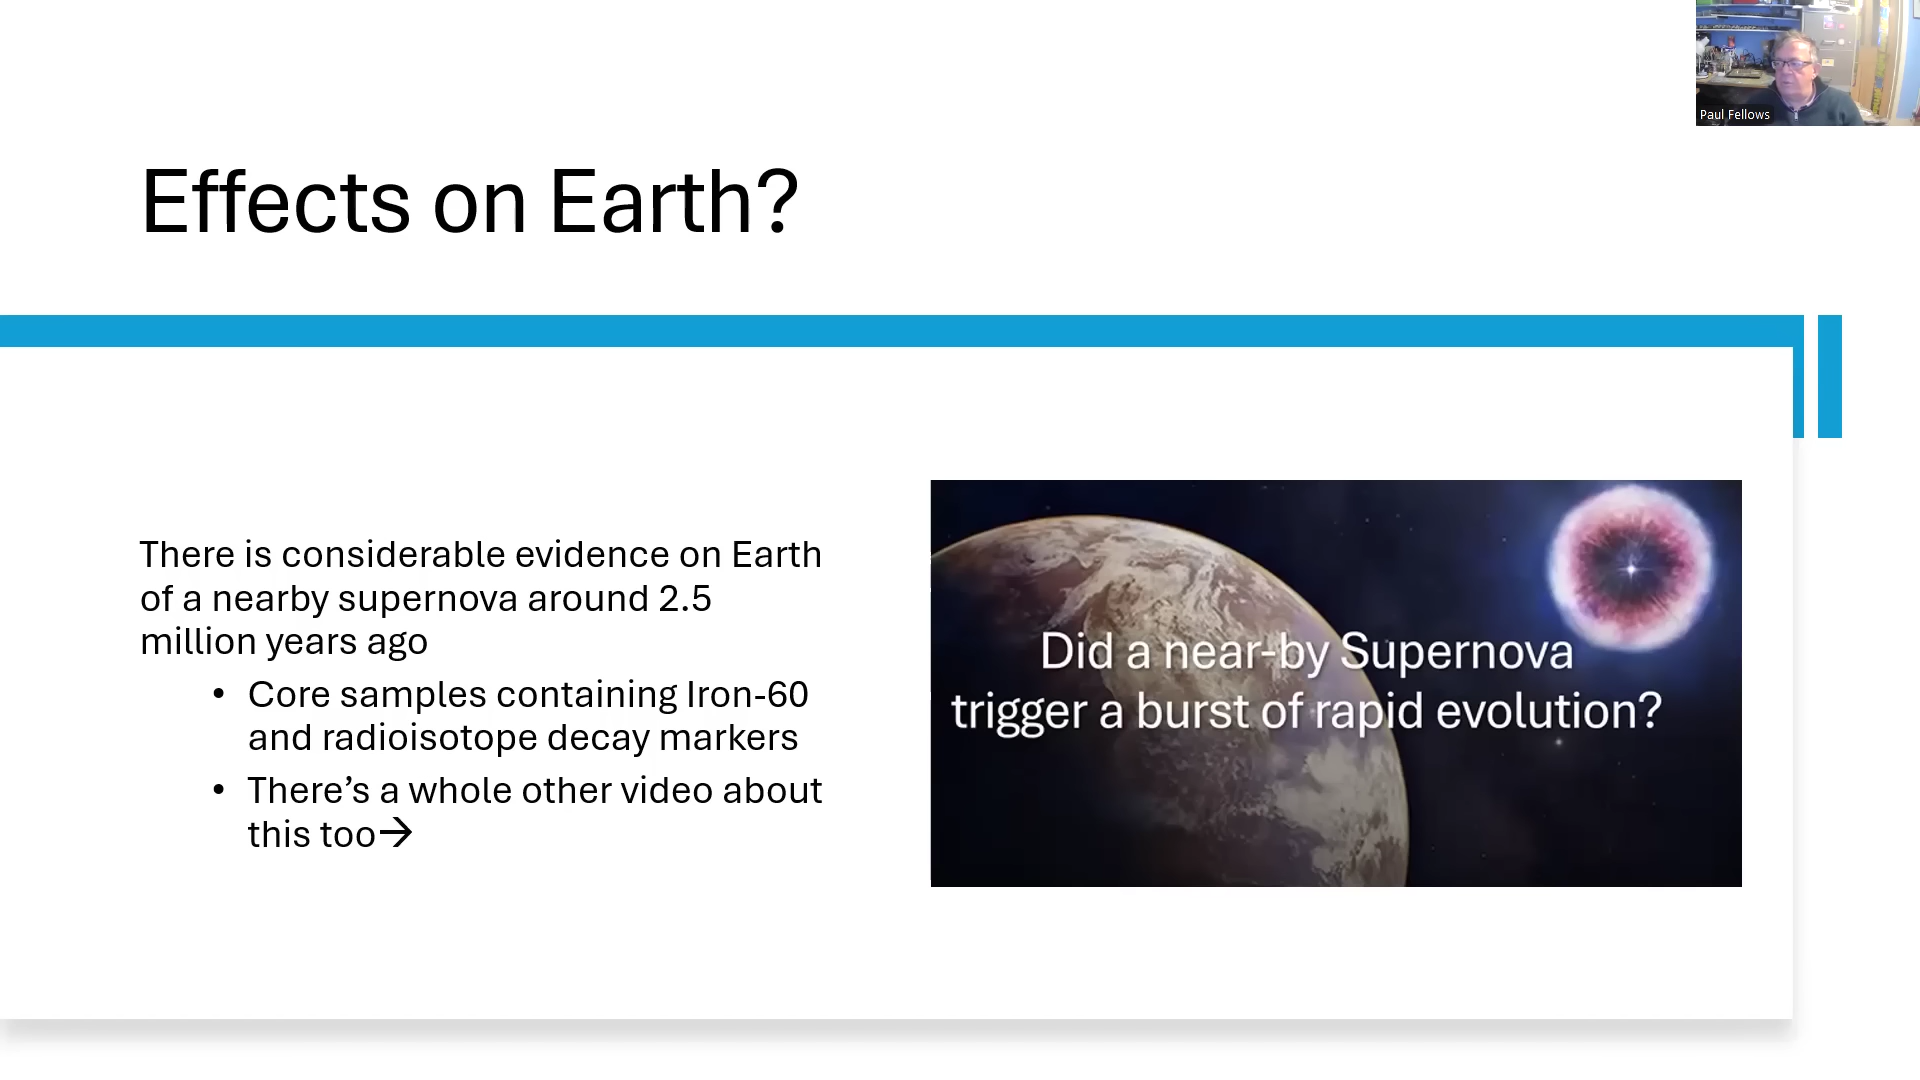 Paul Fellows
Effects on Earth?
There is considerable evidence on Earth
of a nearby supernova around 2.5
million years ago
• Core samples containing Iron-60
and radioisotope decay markers
• There’s a whole other video about
this too→
Did a near-by Supernova
trigger a burst of rapid evolution?